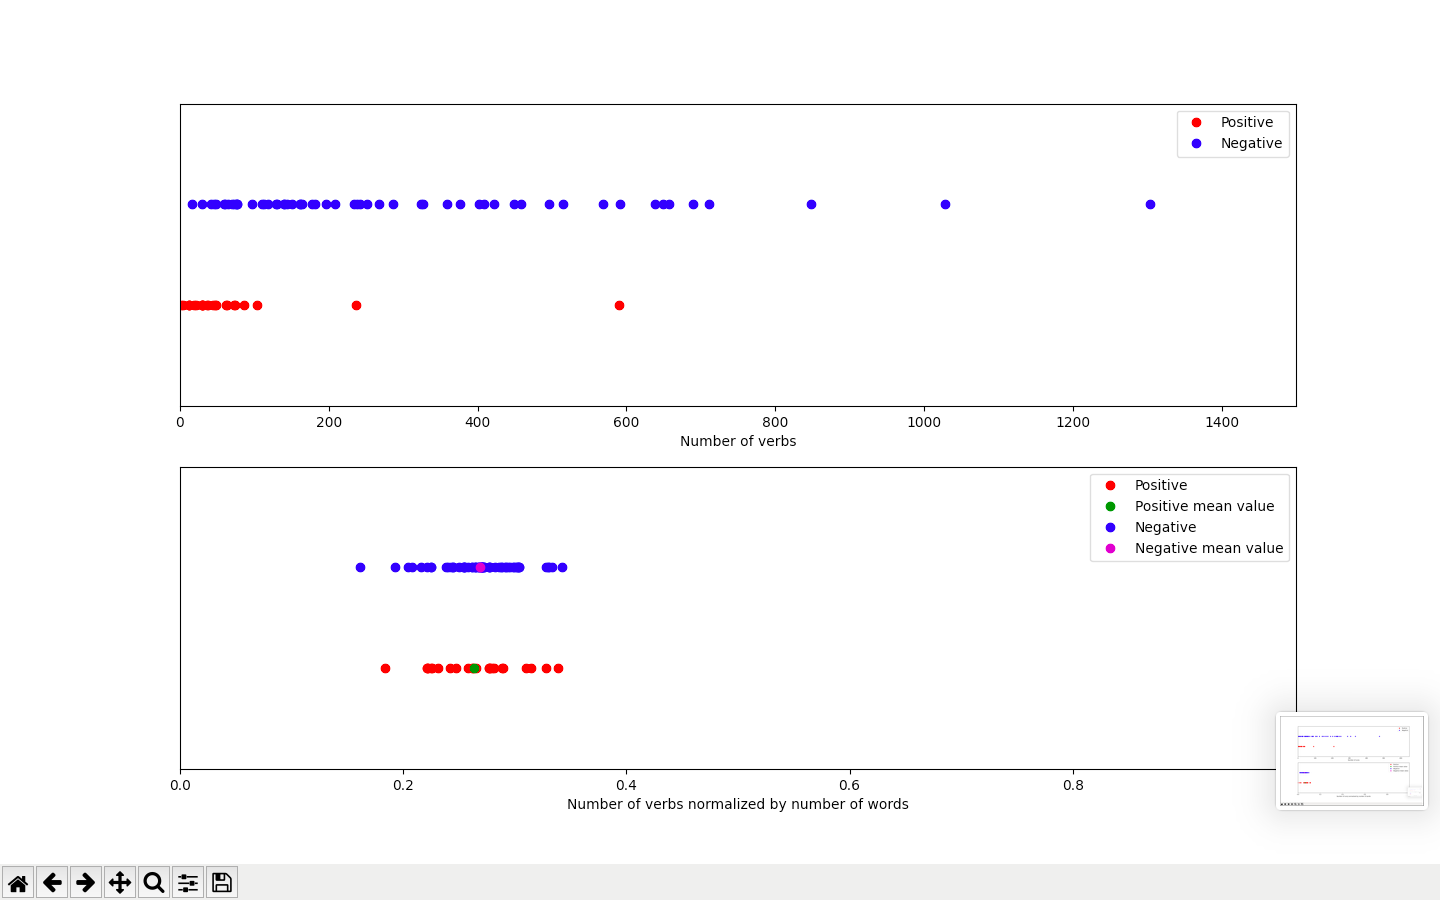 Positive
Negative
0 200 400 600 800 1000 1200 1400
Number of verbs
Positive
Positive mean value
Negative
Negative mean value
0.0 0.2 0.4 0.6 0.8
Number of verbs normalized by number of words